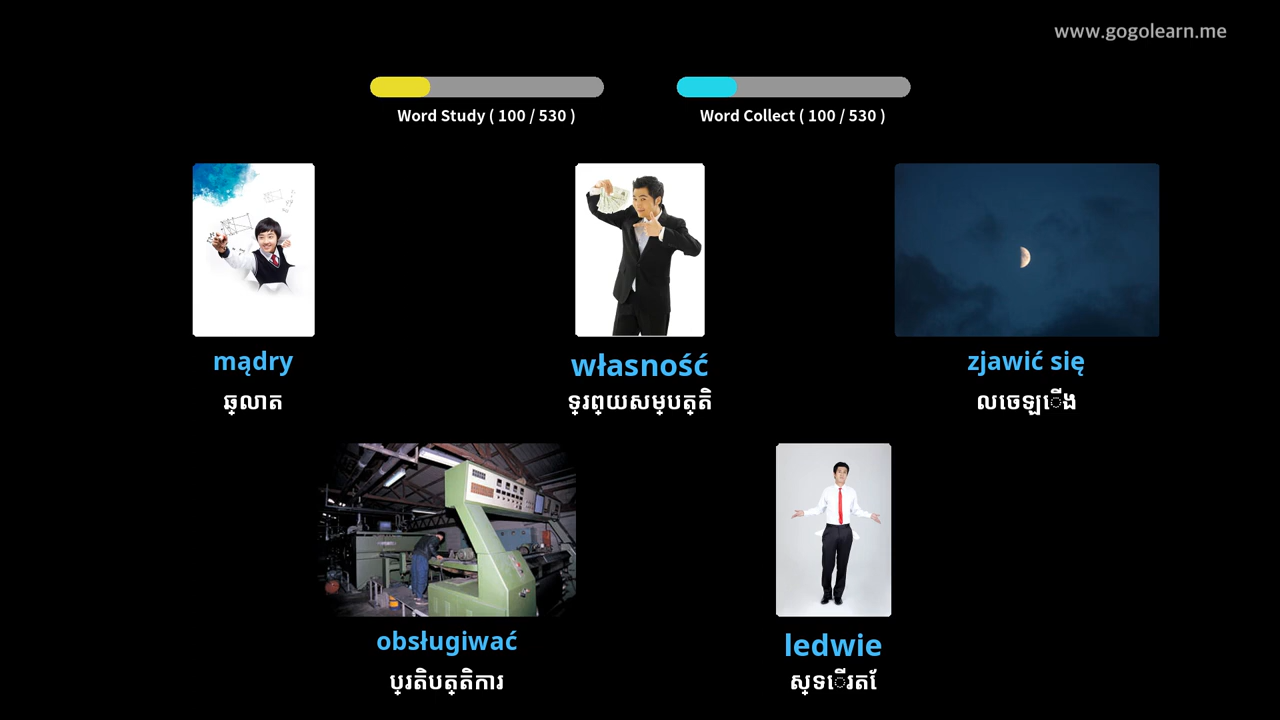 www.gogolearn.me
Word Study ( 100 / 530 )
Word Collect ( 100 / 530 )
mądry
ឆ្លាត
własność
ទ្រព្យសម្បត្តិ
zjawić się
លេចឡើង
obsługiwać
ប្រតិបត្តិការ
ledwie
ស្ទើរតែ